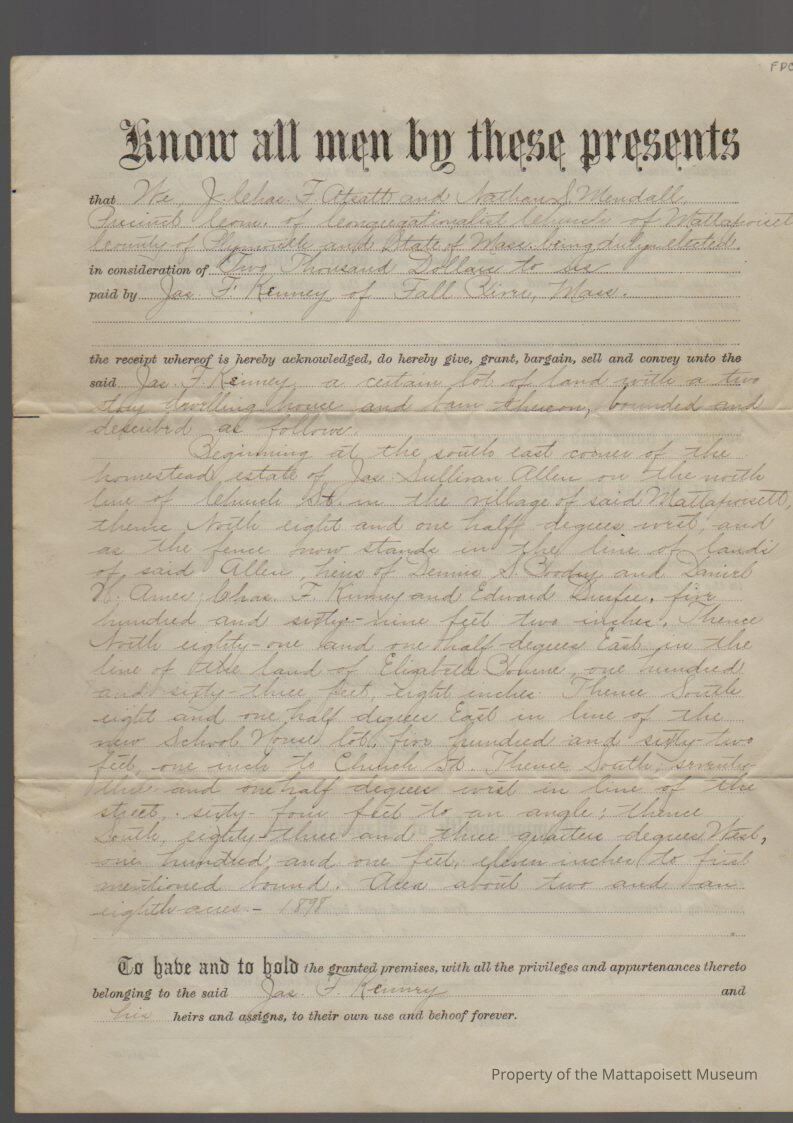 FDC
Know all men by these presents
that We, Chas. F. Atsatt and Nathan S. Mendall,
Precinct Com. of Congregationalist Church of Mattapoisett
County of Plymouth and State of Mass. being duly elected,
in consideration of Two Thousand Dollars to us
paid by Jas. F. Kenney of Fall River, Mass.
the receipt whereof is hereby acknowledged, do hereby give, grant, bargain, sell and convey unto the
said Jas. F. Kenney, a certain lot of land with a two
story dwelling house and barn thereon, bounded and
described as follows.
Beginning at the south east corner of the
homestead estate of Jas. Sullivan Allen on the north
line of Church St. in the village of said Mattapoisett,
thence North eight and one half degrees west, and
as the fence now stands in the line of lands
of said Allen, heirs of Dennis and Daniel
W. Ames, Chas. F. Kinney and Edward Durfee, five
hundred and sixty-nine feet two inches. Thence
North eighty-one and one half degrees East in the
line of the land of Elizabeth Bourne, one hundred
and sixty-three feet, eight inches. Thence South
eight and one half degrees East in line of the
new School House lot, five hundred and sixty-two
feet, one inch to Church St. Thence South, seventy-
three and one half degrees west in line of the
street, sixty-four feet to an angle; thence
South, eighty-three and three quarters degrees West,
one hundred and one feet, eleven inches to first
mentioned bound. Area about two and an
eighth acres. – 1898
To have and to hold the granted premises, with all the privileges and appurtenances thereto
belonging to the said Jas. F. Kenney and
his heirs and assigns, to their own use and behoof forever.
Property of the Mattapoisett Museum